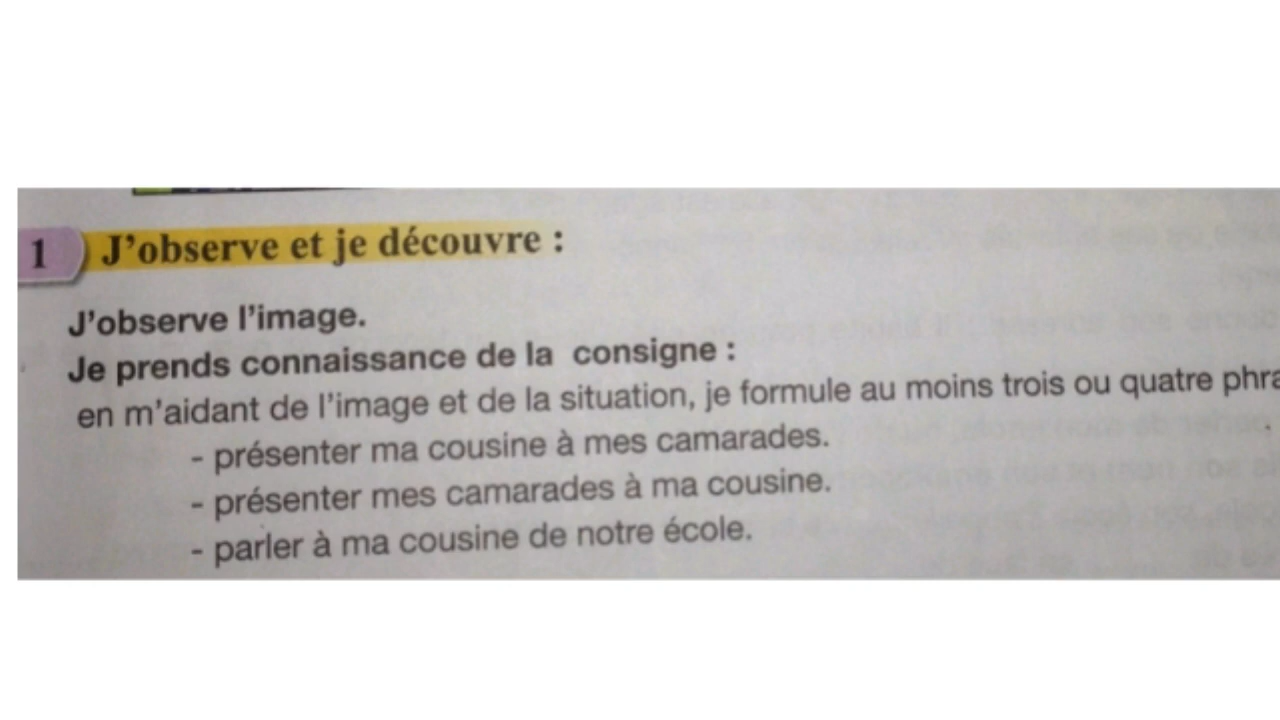 1 J'observe et je découvre :
J'observe l'image.
Je prends connaissance de la consigne :
en m'aidant de l'image et de la situation, je formule au moins trois ou quatre phra
- présenter ma cousine à mes camarades.
- présenter mes camarades à ma cousine.
- parler à ma cousine de notre école.